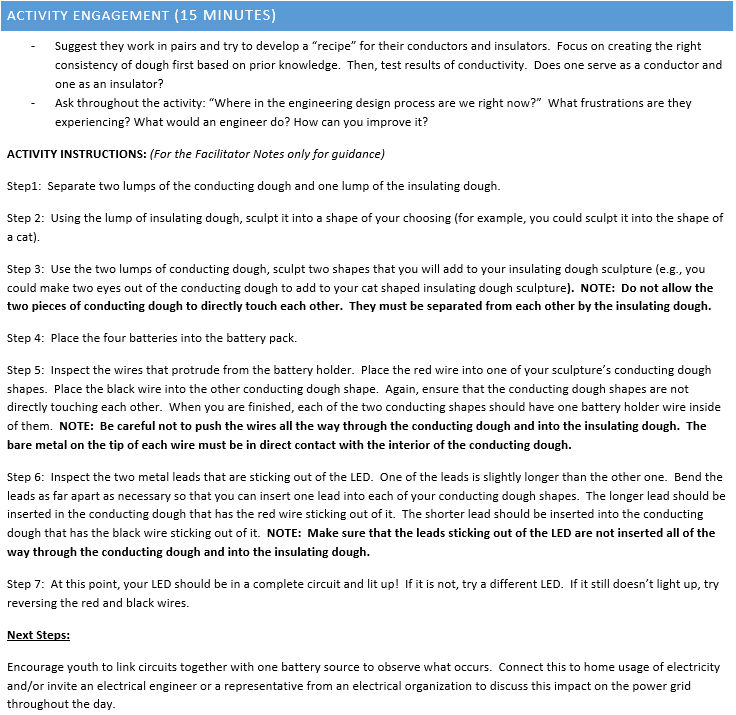 ACTIVITY ENGAGEMENT (15 MINUTES)
- Suggest they work in pairs and try to develop a “recipe” for their conductors and insulators.  Focus on creating the right
consistency of dough first based on prior knowledge.  Then, test results of conductivity.  Does one serve as a conductor and
one as an insulator?
- Ask throughout the activity: “Where in the engineering design process are we right now?”  What frustrations are they
experiencing? What would an engineer do? How can you improve it?
ACTIVITY INSTRUCTIONS: (For the Facilitator Notes only for guidance)
Step1:  Separate two lumps of the conducting dough and one lump of the insulating dough.
Step 2:  Using the lump of insulating dough, sculpt it into a shape of your choosing (for example, you could sculpt it into the shape of
a cat).
Step 3:  Use the two lumps of conducting dough, sculpt two shapes that you will add to your insulating dough sculpture (e.g., you
could make two eyes out of the conducting dough to add to your cat shaped insulating dough sculpture).  NOTE:  Do not allow the
two pieces of conducting dough to directly touch each other.  They must be separated from each other by the insulating dough.
Step 4:  Place the four batteries into the battery pack.
Step 5:  Inspect the wires that protrude from the battery holder.  Place the red wire into one of your sculpture’s conducting dough
shapes.  Place the black wire into the other conducting dough shape.  Again, ensure that the conducting dough shapes are not
directly touching each other.  When you are finished, each of the two conducting shapes should have one battery holder wire inside
of them.  NOTE:  Be careful not to push the wires all the way through the conducting dough and into the insulating dough.  The
bare metal on the tip of each wire must be in direct contact with the interior of the conducting dough.
Step 6:  Inspect the two metal leads that are sticking out of the LED.  One of the leads is slightly longer than the other one.  Bend the
leads as far apart as necessary so that you can insert one lead into each of your conducting dough shapes.  The longer lead should be
inserted in the conducting dough that has the red wire sticking out of it.  The shorter lead should be inserted into the conducting
dough that has the black wire sticking out of it.  NOTE:  Make sure that the leads sticking out of the LED are not inserted all of the
way through the conducting dough and into the insulating dough.
Step 7:  At this point, your LED should be in a complete circuit and lit up!  If it is not, try a different LED.  If it still doesn’t light up, try
reversing the red and black wires.
Next Steps:
Encourage youth to link circuits together with one battery source to observe what occurs.  Connect this to home usage of electricity
and/or invite an electrical engineer or a representative from an electrical organization to discuss this impact on the power grid
throughout the day.